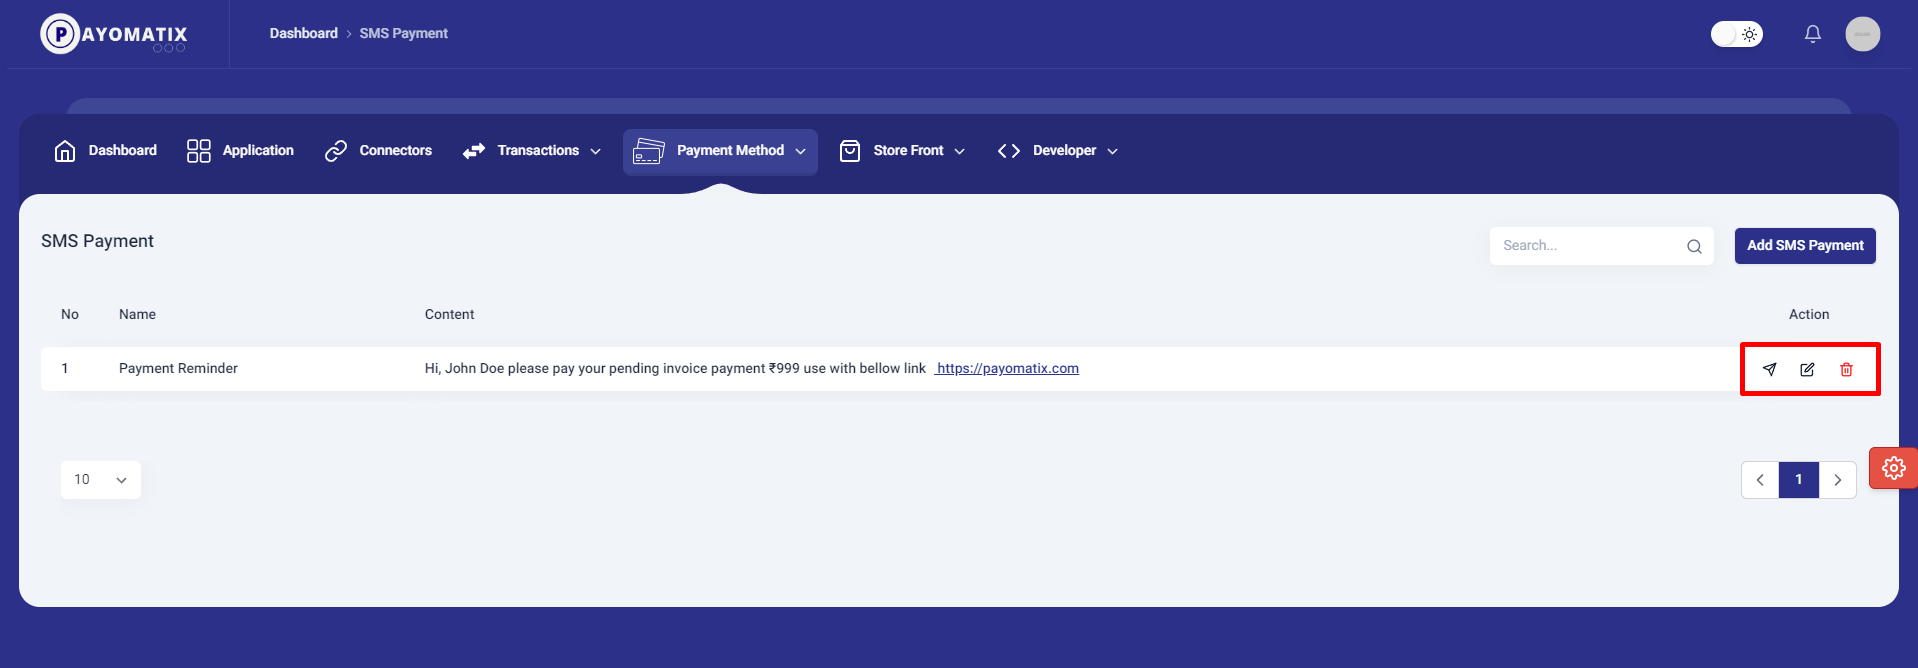 PAYOMATIX
Dashboard > SMS Payment
Dashboard Application Connectors Transactions Payment Method Store Front Developer
SMS Payment
Search...
Add SMS Payment
No Name Content Action
1 Payment Reminder Hi, John Doe please pay your pending invoice payment ₹999 use with bellow link https://payomatix.com
10
< 1 >